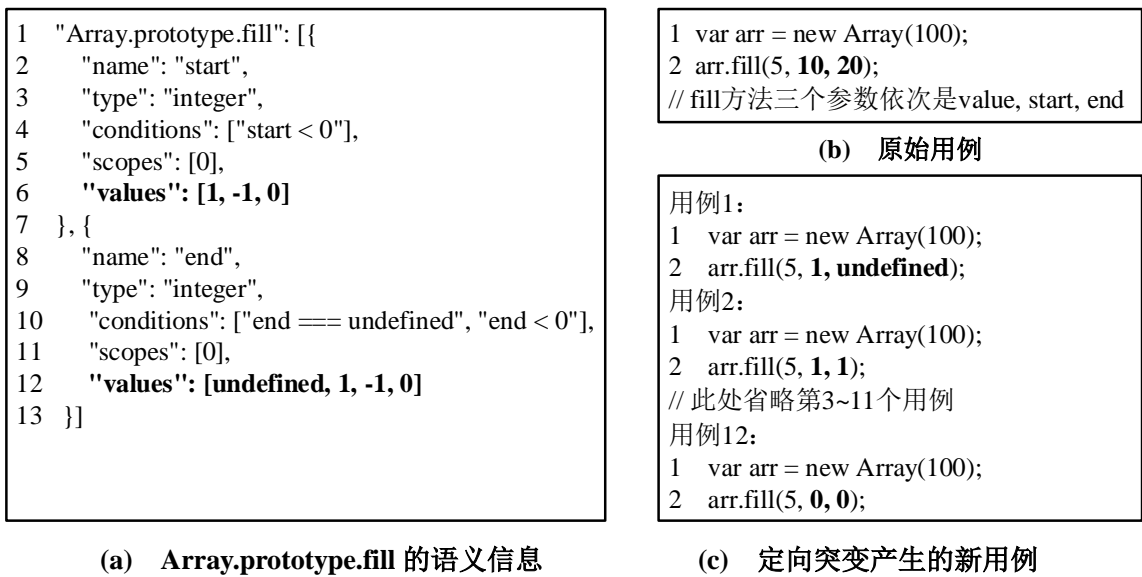 1 "Array.prototype.fill": [{
2 "name": "start",
3 "type": "integer",
4 "conditions": ["start < 0"],
5 "scopes": [0],
6 "values": [1, -1, 0]
7 }, {
8 "name": "end",
9 "type": "integer",
10 "conditions": ["end === undefined", "end < 0"],
11 "scopes": [0],
12 "values": [undefined, 1, -1, 0]
13 }]
(a) Array.prototype.fill 的语义信息
1 var arr = new Array(100);
2 arr.fill(5, 10, 20);
// fill方法三个参数依次是value, start, end
(b) 原始用例
用例1：
1 var arr = new Array(100);
2 arr.fill(5, 1, undefined);
用例2：
1 var arr = new Array(100);
2 arr.fill(5, 1, 1);
// 此处省略第3~11个用例
用例12：
1 var arr = new Array(100);
2 arr.fill(5, 0, 0);
(c) 定向突变产生的新用例